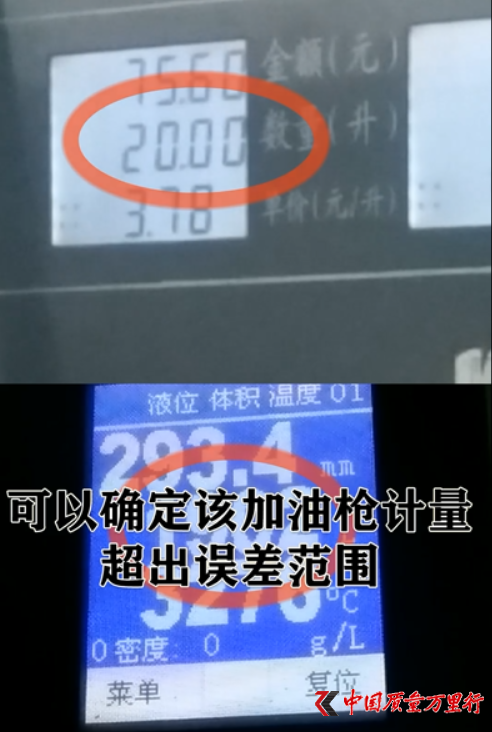 75.60 金额(元)
20.00 数量(升)
3.78 单价(元/升)
液位 体积 温度 01
293.4 mm
可以确定该加油枪计量
超出误差范围
℃
0 密度: 0 g/L
菜单 复位
中国质量万里行